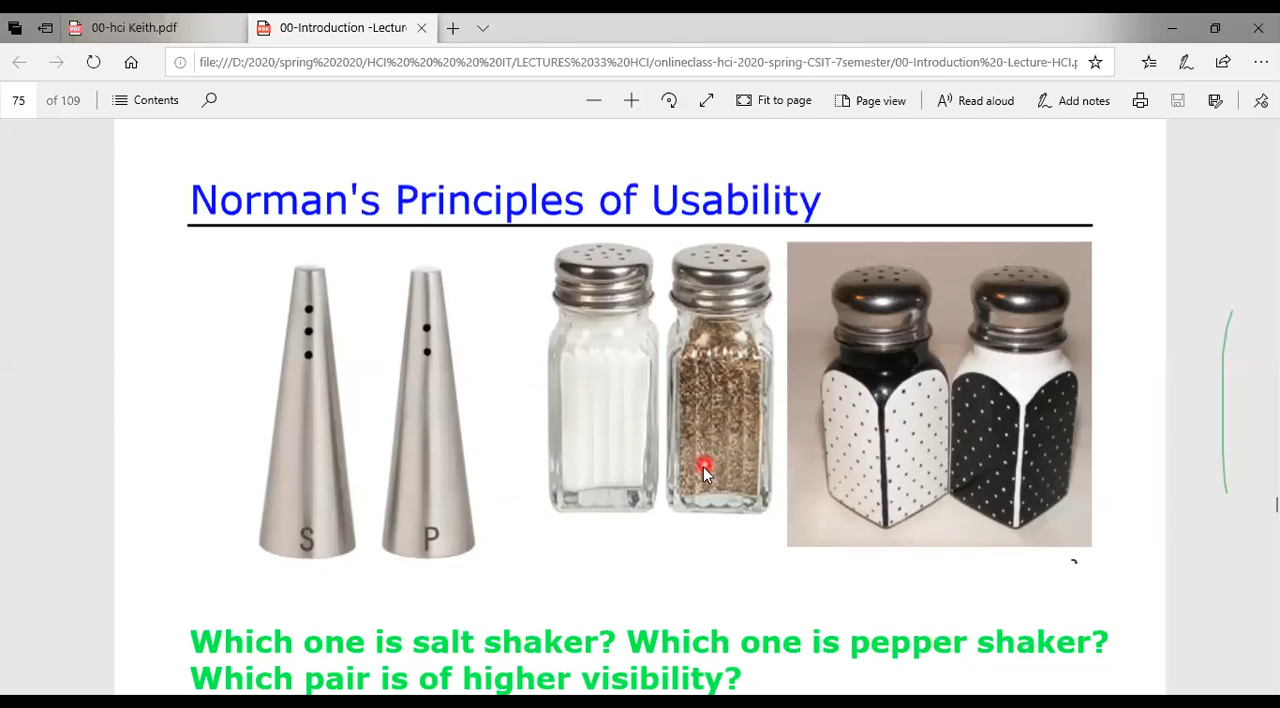 00-hci Keith.pdf
00-Introduction -Lectur
file:///D:/2020/spring%202020/HCI%20%20%20%20%20IT/LECTURES%2033%20HCI/onlineclass-hci-2020-spring-CSIT-7semester/00-Introduction%20-Lecture-HCI.p
75 of 109 Contents Fit to page Page view Read aloud Add notes
Norman's Principles of Usability
S P
Which one is salt shaker? Which one is pepper shaker?
Which pair is of higher visibility?